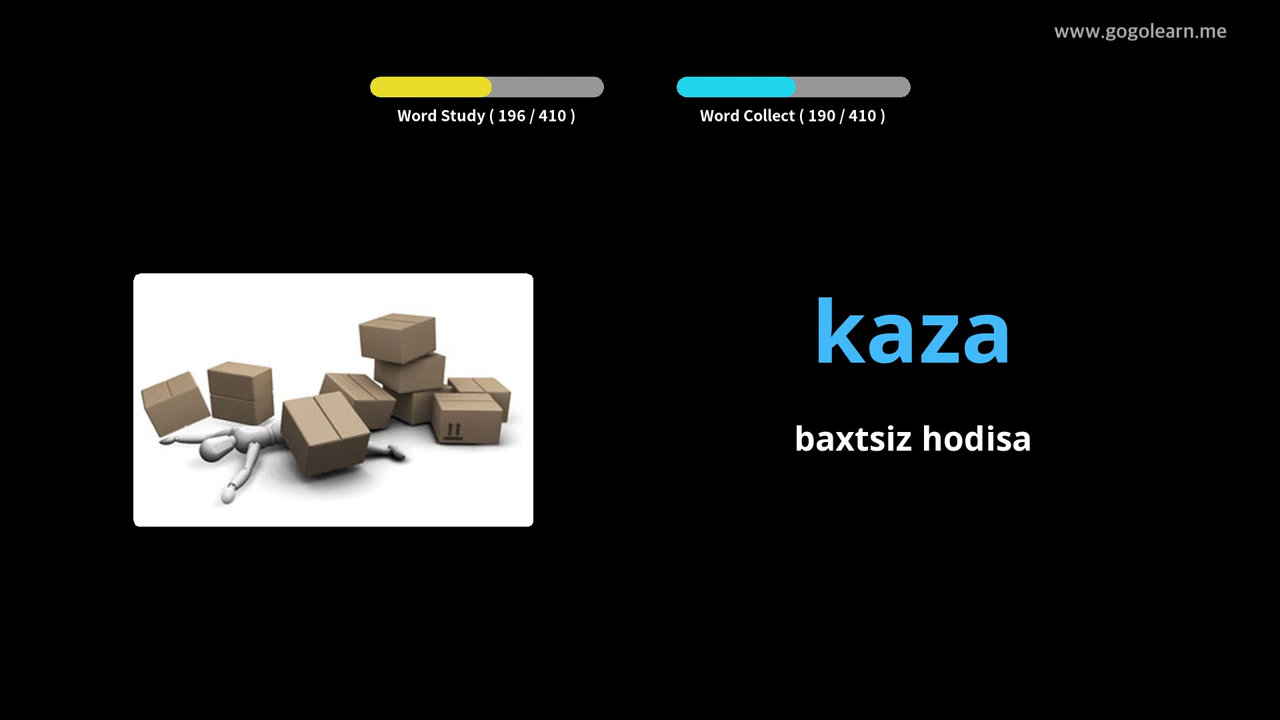 www.gogolearn.me
Word Study ( 196 / 410 )
Word Collect ( 190 / 410 )
kaza
baxtsiz hodisa